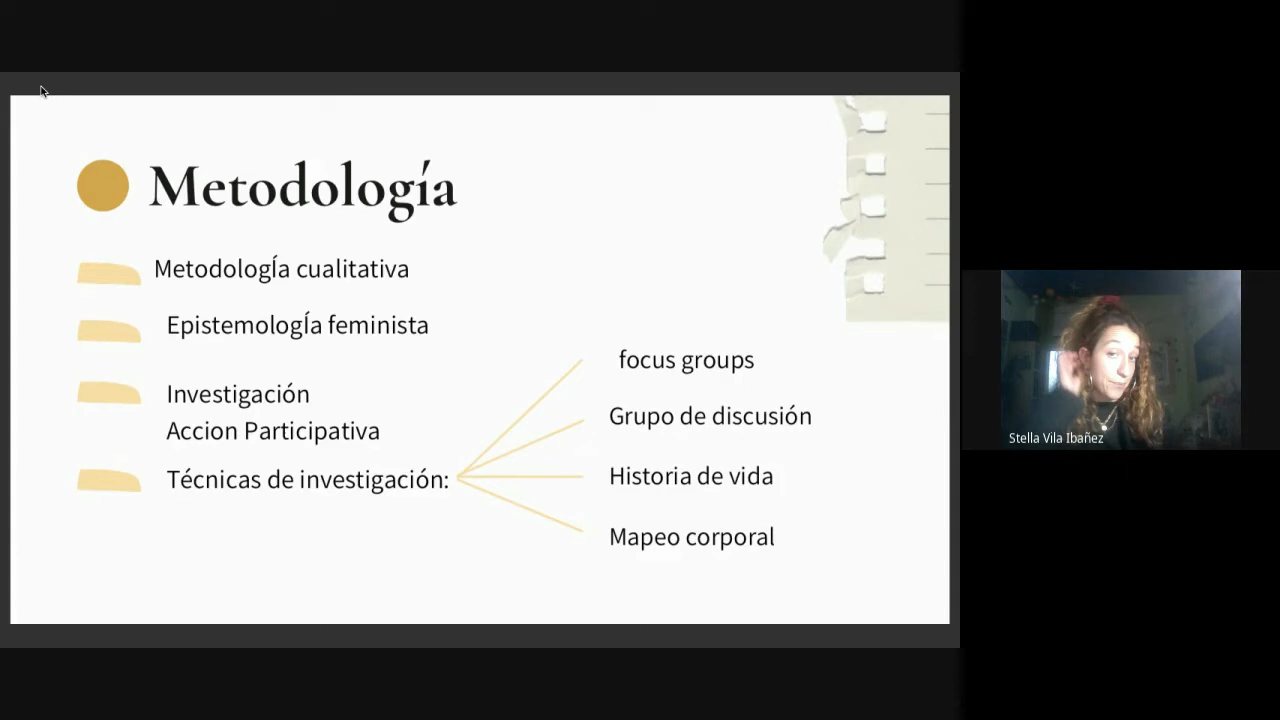 Metodología
MetodologÍa cualitativa
EpistemologÍa feminista
Investigación
Accion Participativa
Técnicas de investigación:
focus groups
Grupo de discusión
Historia de vida
Mapeo corporal
Stella Vila Ibañez